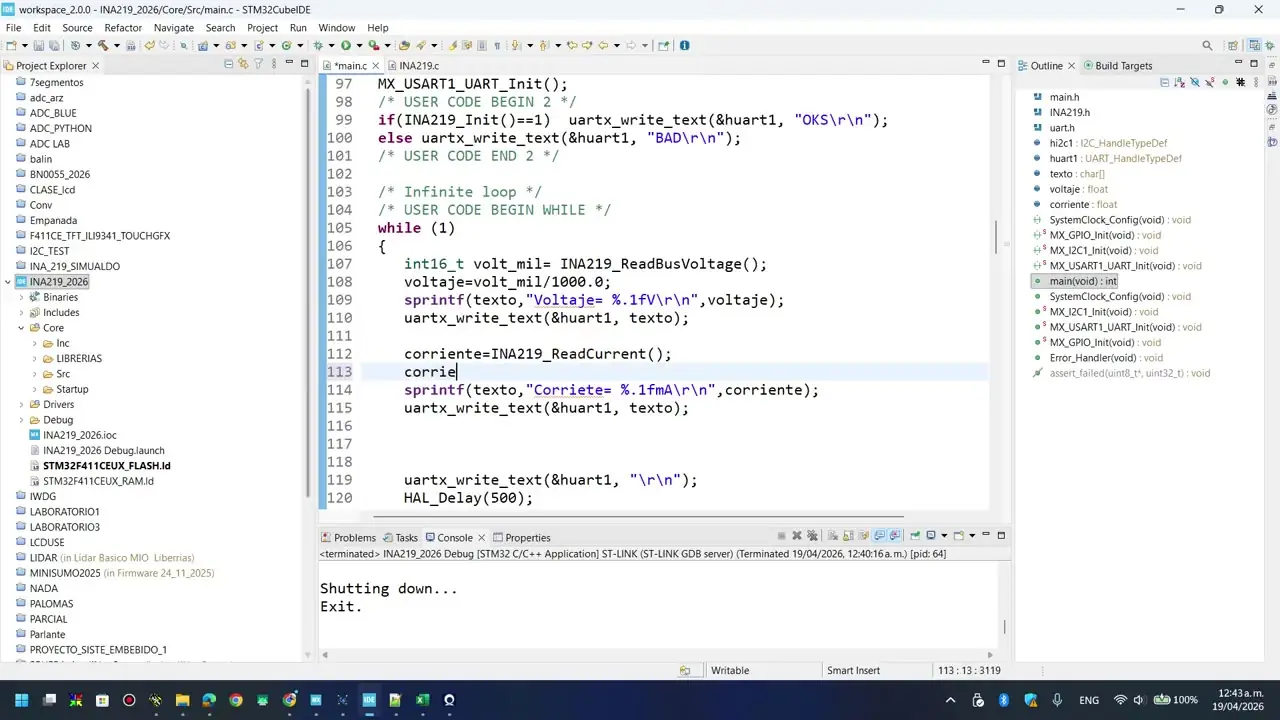 workspace_2.0.0 - INA219_2026/Core/Src/main.c - STM32CubeIDE
File Edit Source Refactor Navigate Search Project Run Window Help
Project Explorer
7segmentos
adc_arz
ADC_BLUE
ADC_PYTHON
ADC LAB
balin
BN0055_2026
CLASE_lcd
Conv
Empanada
F411CE_TFT_ILI9341_TOUCHGFX
I2C_TEST
INA_219_SIMUALDO
INA219_2026
Binaries
Includes
Core
Inc
LIBRERIAS
Src
Startup
Drivers
Debug
INA219_2026.ioc
INA219_2026 Debug.launch
STM32F411CEUX_FLASH.ld
STM32F411CEUX_RAM.ld
IWDG
LABORATORIO1
LABORATORIO3
LCDUSE
LIDAR (in Lidar Basico MIO Liberrias)
MINISUMO2025 (in Firmware 24_11_2025)
NADA
PALOMAS
PARCIAL
Parlante
PROYECTO_SISTE_EMBEBIDO_1
*main.c INA219.c
97 MX_USART1_UART_Init();
98 /* USER CODE BEGIN 2 */
99 if(INA219_Init()==1) uartx_write_text(&huart1, "OKS\r\n");
100 else uartx_write_text(&huart1, "BAD\r\n");
101 /* USER CODE END 2 */
102
103 /* Infinite loop */
104 /* USER CODE BEGIN WHILE */
105 while (1)
106 {
107 int16_t volt_mil= INA219_ReadBusVoltage();
108 voltaje=volt_mil/1000.0;
109 sprintf(texto,"Voltaje= %.1fV\r\n",voltaje);
110 uartx_write_text(&huart1, texto);
111
112 corriente=INA219_ReadCurrent();
113 corrie
114 sprintf(texto,"Corriete= %.1fmA\r\n",corriente);
115 uartx_write_text(&huart1, texto);
116
117
118
119 uartx_write_text(&huart1, "\r\n");
120 HAL_Delay(500);
Problems Tasks Console Properties
<terminated> INA219_2026 Debug [STM32 C/C++ Application] ST-LINK (ST-LINK GDB server) (Terminated 19/04/2026, 12:40:16 a. m.) [pid: 64]
Shutting down...
Exit.
Outline Build Targets
main.h
INA219.h
uart.h
hi2c1 : I2C_HandleTypeDef
huart1 : UART_HandleTypeDef
texto : char[]
voltaje : float
corriente : float
SystemClock_Config(void) : void
MX_GPIO_Init(void) : void
MX_I2C1_Init(void) : void
MX_USART1_UART_Init(void) : void
main(void) : int
SystemClock_Config(void) : void
MX_I2C1_Init(void) : void
MX_USART1_UART_Init(void) : void
MX_GPIO_Init(void) : void
Error_Handler(void) : void
assert_failed(uint8_t*, uint32_t) : void
Writable Smart Insert 113 : 13 : 3119
ENG 100% 12:43 a. m.
19/04/2026